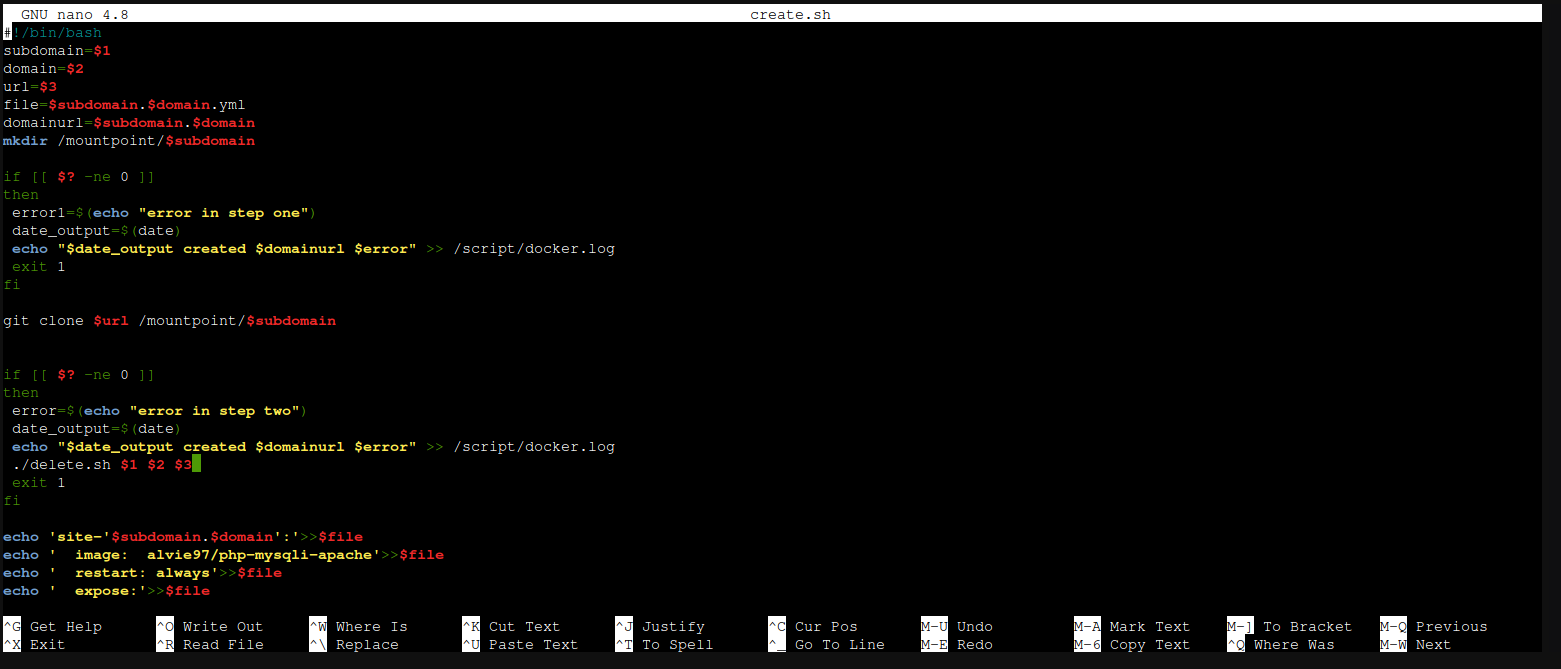 GNU nano 4.8 create.sh
#!/bin/bash
subdomain=$1
domain=$2
url=$3
file=$subdomain.$domain.yml
domainurl=$subdomain.$domain
mkdir /mountpoint/$subdomain
if [[ $? -ne 0 ]]
then
error1=$(echo "error in step one")
date_output=$(date)
echo "$date_output created $domainurl $error" >> /script/docker.log
exit 1
fi
git clone $url /mountpoint/$subdomain
if [[ $? -ne 0 ]]
then
error=$(echo "error in step two")
date_output=$(date)
echo "$date_output created $domainurl $error" >> /script/docker.log
./delete.sh $1 $2 $3
exit 1
fi
echo 'site-'$subdomain.$domain':'>>$file
echo '  image:  alvie97/php-mysqli-apache'>>$file
echo '  restart: always'>>$file
echo '  expose:'>>$file
^G Get Help ^O Write Out ^W Where Is ^K Cut Text ^J Justify ^C Cur Pos M-U Undo M-A Mark Text M-] To Bracket M-Q Previous
^X Exit ^R Read File ^\ Replace ^U Paste Text ^T To Spell ^_ Go To Line M-E Redo M-6 Copy Text ^Q Where Was M-W Next